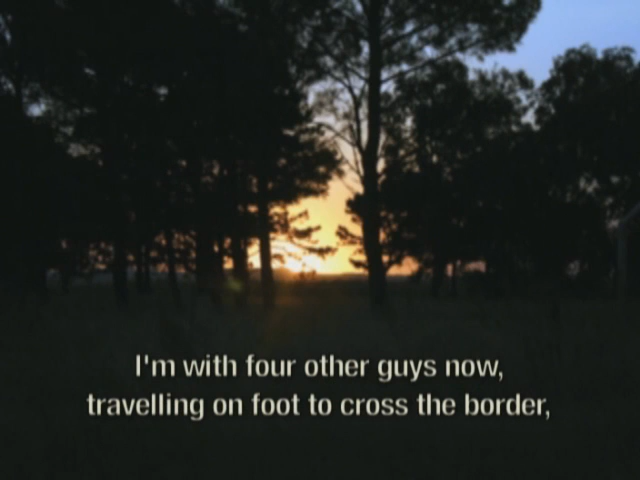 I'm with four other guys now,
travelling on foot to cross the border,